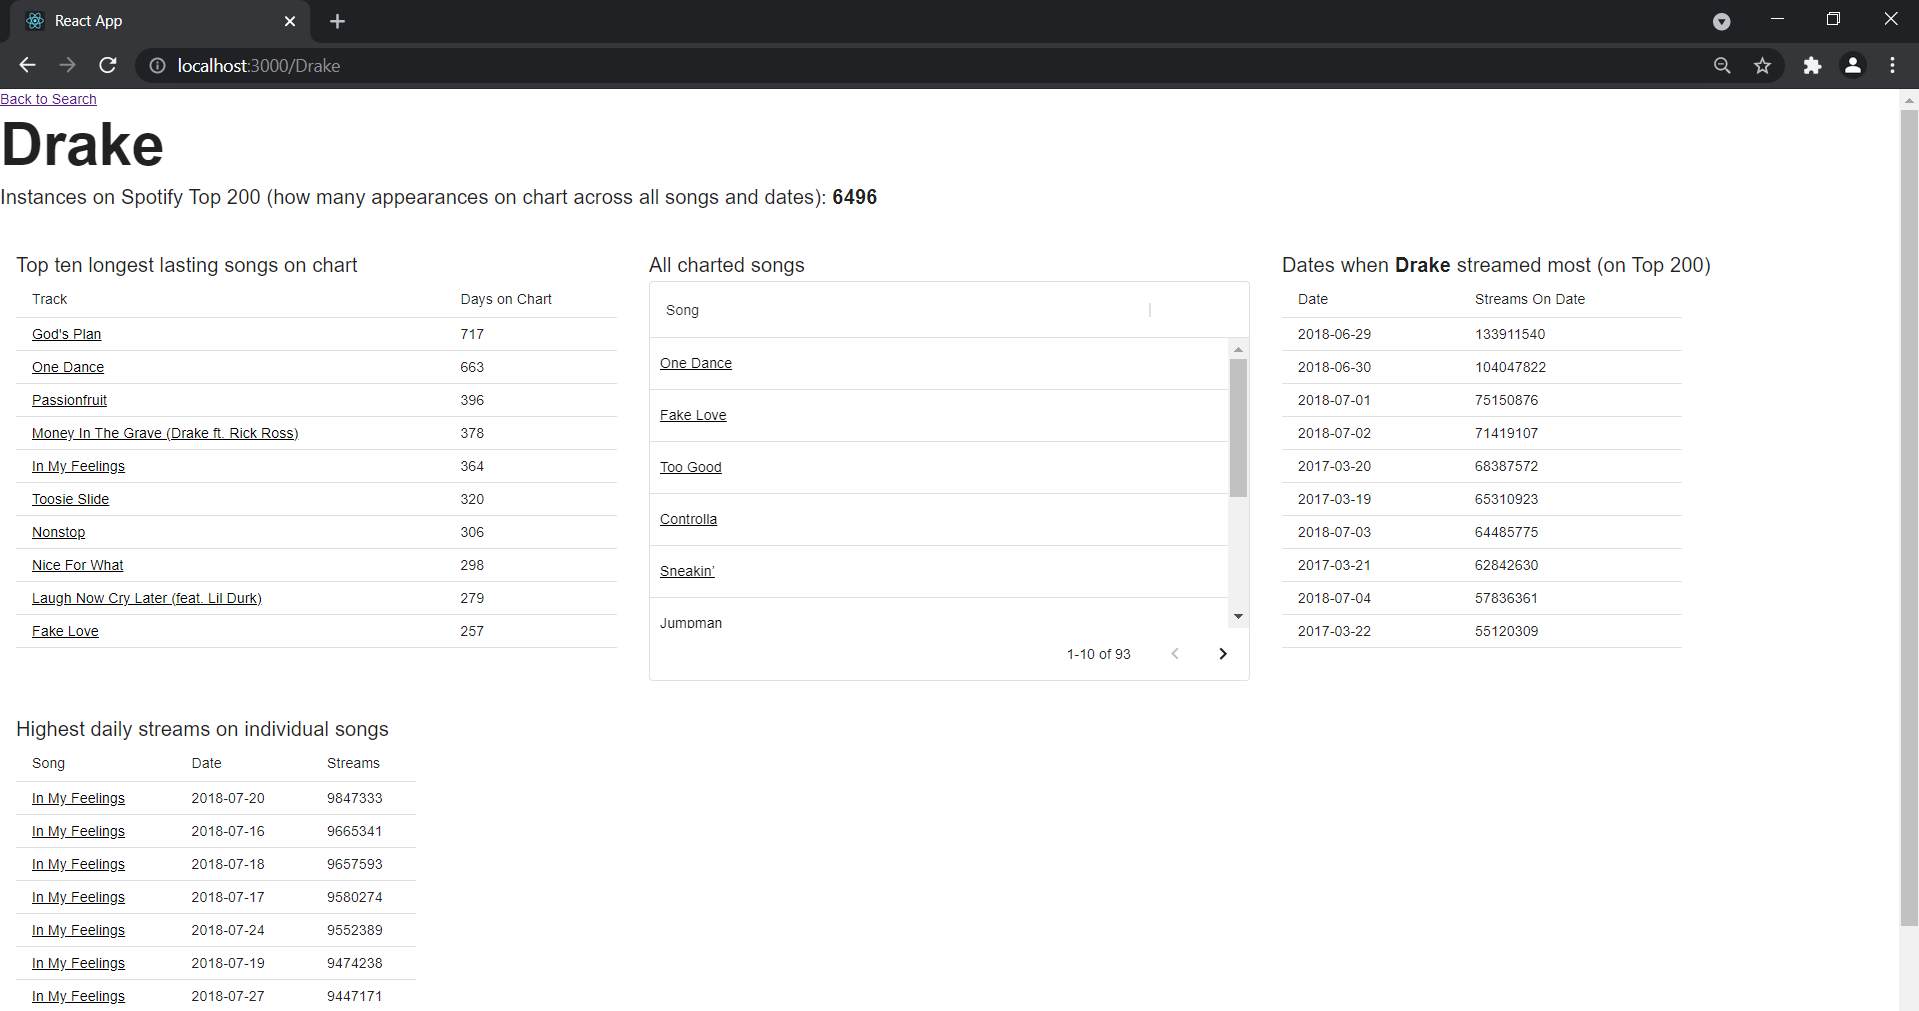 React App
localhost:3000/Drake
Back to Search
Drake
Instances on Spotify Top 200 (how many appearances on chart across all songs and dates): 6496
Top ten longest lasting songs on chart
Track Days on Chart
God's Plan 717
One Dance 663
Passionfruit 396
Money In The Grave (Drake ft. Rick Ross) 378
In My Feelings 364
Toosie Slide 320
Nonstop 306
Nice For What 298
Laugh Now Cry Later (feat. Lil Durk) 279
Fake Love 257
All charted songs
Song
One Dance
Fake Love
Too Good
Controlla
Sneakin’
Jumpman
1-10 of 93
Dates when Drake streamed most (on Top 200)
Date Streams On Date
2018-06-29 133911540
2018-06-30 104047822
2018-07-01 75150876
2018-07-02 71419107
2017-03-20 68387572
2017-03-19 65310923
2018-07-03 64485775
2017-03-21 62842630
2018-07-04 57836361
2017-03-22 55120309
Highest daily streams on individual songs
Song Date Streams
In My Feelings 2018-07-20 9847333
In My Feelings 2018-07-16 9665341
In My Feelings 2018-07-18 9657593
In My Feelings 2018-07-17 9580274
In My Feelings 2018-07-24 9552389
In My Feelings 2018-07-19 9474238
In My Feelings 2018-07-27 9447171